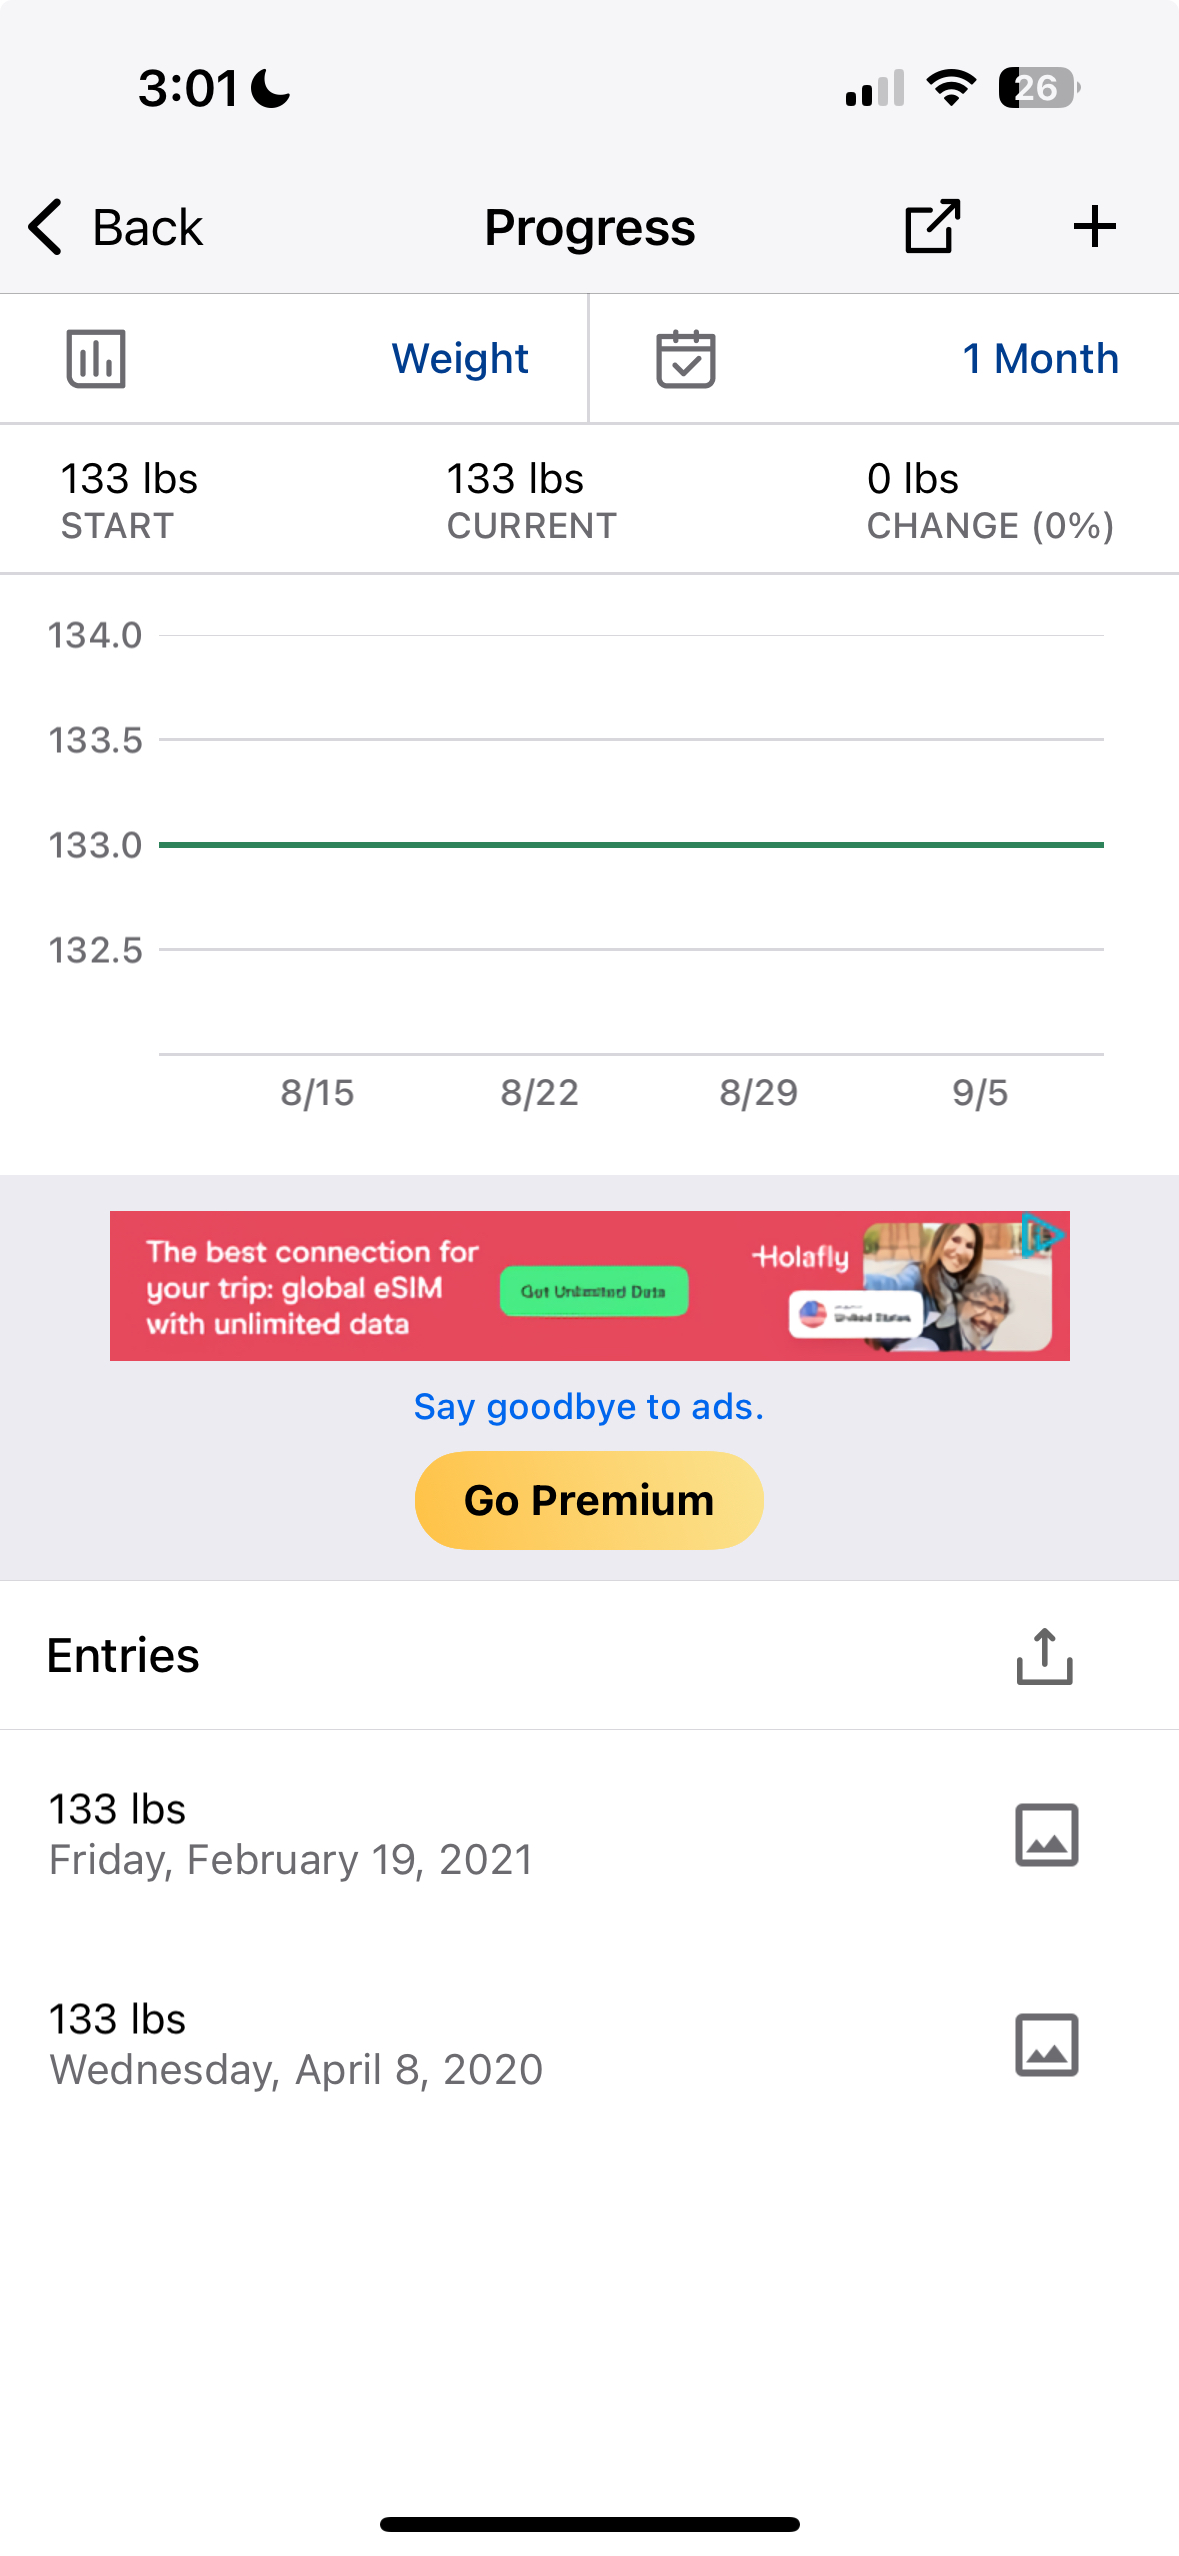 3:01
26
Back
Progress
Weight
1 Month
133 lbs
START
133 lbs
CURRENT
0 lbs
CHANGE (0%)
134.0
133.5
133.0
132.5
8/15
8/22
8/29
9/5
The best connection for
your trip: global eSIM
with unlimited data
Get Unlimited Data
Holafly
United States
Say goodbye to ads.
Go Premium
Entries
133 lbs
Friday, February 19, 2021
133 lbs
Wednesday, April 8, 2020